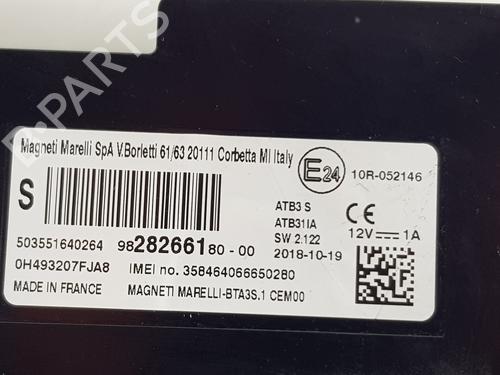 B-PARTS
Magneti Marelli SpA V.Borletti 61/63 20111 Corbetta MI Italy
S
E24
10R-052146
ATB3 S
ATB311A
SW 2.122
2018-10-19
CE
12V 1A
503551640264
9828266180-00
0H493207FJA8
IMEI no. 358464066650280
MADE IN FRANCE
MAGNETI MARELLI-BTA3S.1 CEM00